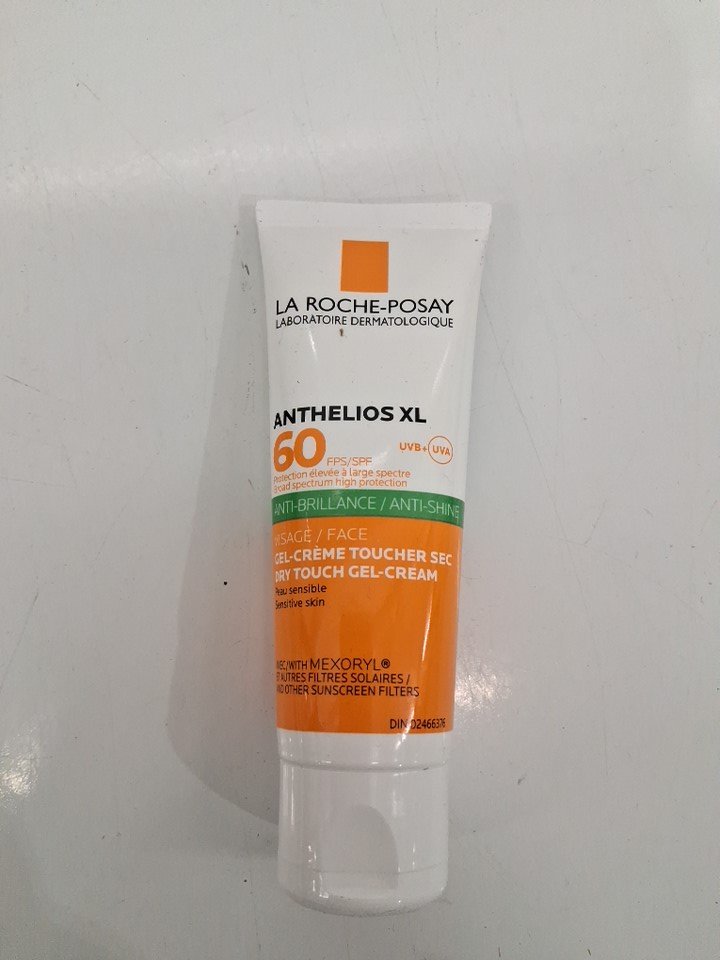 LA ROCHE-POSAY
LABORATOIRE DERMATOLOGIQUE
ANTHELIOS XL
60 FPS/SPF
UVB+ UVA
Protection élevée à large spectre
Broad spectrum high protection
ANTI-BRILLANCE / ANTI-SHINE
VISAGE / FACE
GEL-CRÈME TOUCHER SEC
DRY TOUCH GEL-CREAM
Peau sensible
Sensitive skin
AVEC/WITH MEXORYL®
ET AUTRES FILTRES SOLAIRES /
AND OTHER SUNSCREEN FILTERS
DIN 02466376